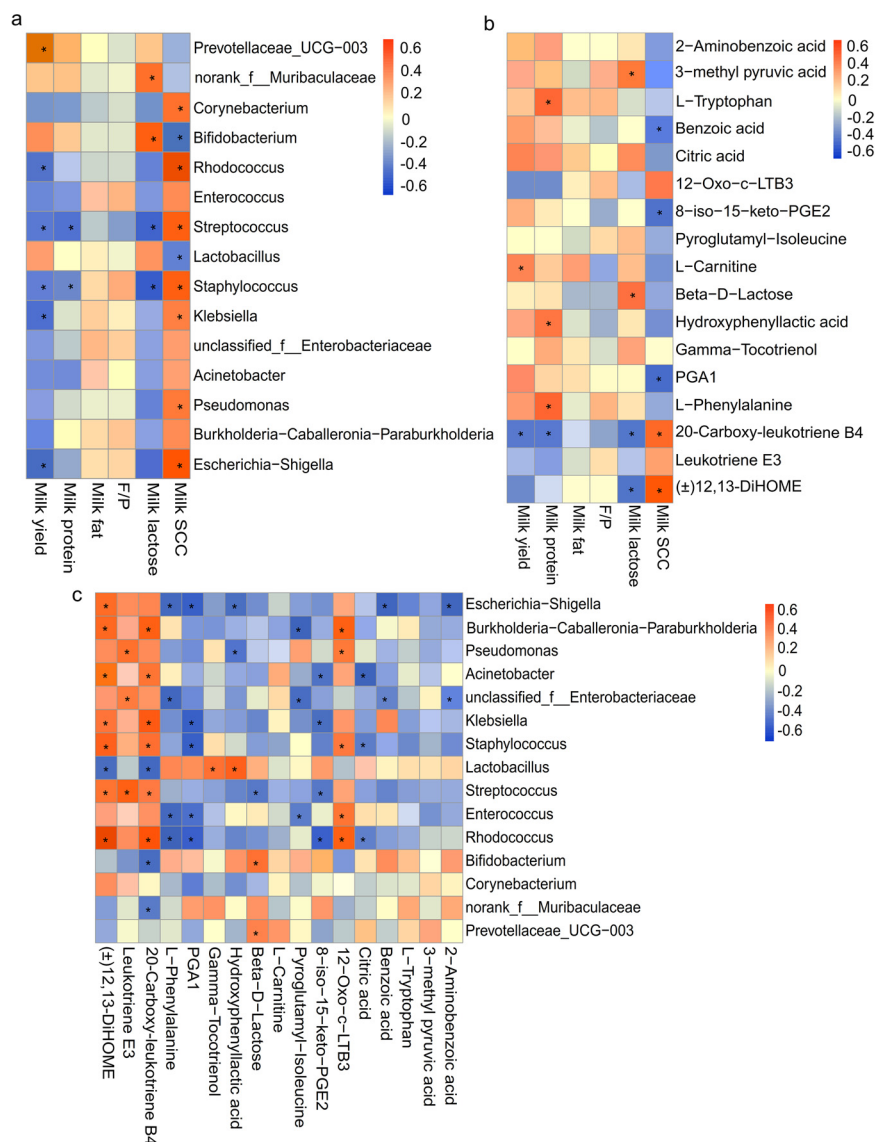 a
Prevotellaceae_UCG-003
norank_f__Muribaculaceae
Corynebacterium
Bifidobacterium
Rhodococcus
Enterococcus
Streptococcus
Lactobacillus
Staphylococcus
Klebsiella
unclassified_f__Enterobacteriaceae
Acinetobacter
Pseudomonas
Burkholderia-Caballeronia-Paraburkholderia
Escherichia-Shigella
0.6
0.4
0.2
0
-0.2
-0.4
-0.6
Milk yield
Milk protein
Milk fat
F/P
Milk lactose
Milk SCC
b
2-Aminobenzoic acid
3-methyl pyruvic acid
L-Tryptophan
Benzoic acid
Citric acid
12-Oxo-c-LTB3
8-iso-15-keto-PGE2
Pyroglutamyl-Isoleucine
L-Carnitine
Beta-D-Lactose
Hydroxyphenyllactic acid
Gamma-Tocotrienol
PGA1
L-Phenylalanine
20-Carboxy-leukotriene B4
Leukotriene E3
(±)12,13-DiHOME
0.6
0.4
0.2
0
-0.2
-0.4
-0.6
Milk yield
Milk protein
Milk fat
F/P
Milk lactose
Milk SCC
c
Escherichia-Shigella
Burkholderia-Caballeronia-Paraburkholderia
Pseudomonas
Acinetobacter
unclassified_f__Enterobacteriaceae
Klebsiella
Staphylococcus
Lactobacillus
Streptococcus
Enterococcus
Rhodococcus
Bifidobacterium
Corynebacterium
norank_f__Muribaculaceae
Prevotellaceae_UCG-003
0.6
0.4
0.2
0
-0.2
-0.4
-0.6
(±)12,13-DiHOME
Leukotriene E3
20-Carboxy-leukotriene B4
L-Phenylalanine
PGA1
Gamma-Tocotrienol
Hydroxyphenyllactic acid
Beta-D-Lactose
L-Carnitine
Pyroglutamyl-Isoleucine
8-iso-15-keto-PGE2
12-Oxo-c-LTB3
Citric acid
Benzoic acid
L-Tryptophan
3-methyl pyruvic acid
2-Aminobenzoic acid